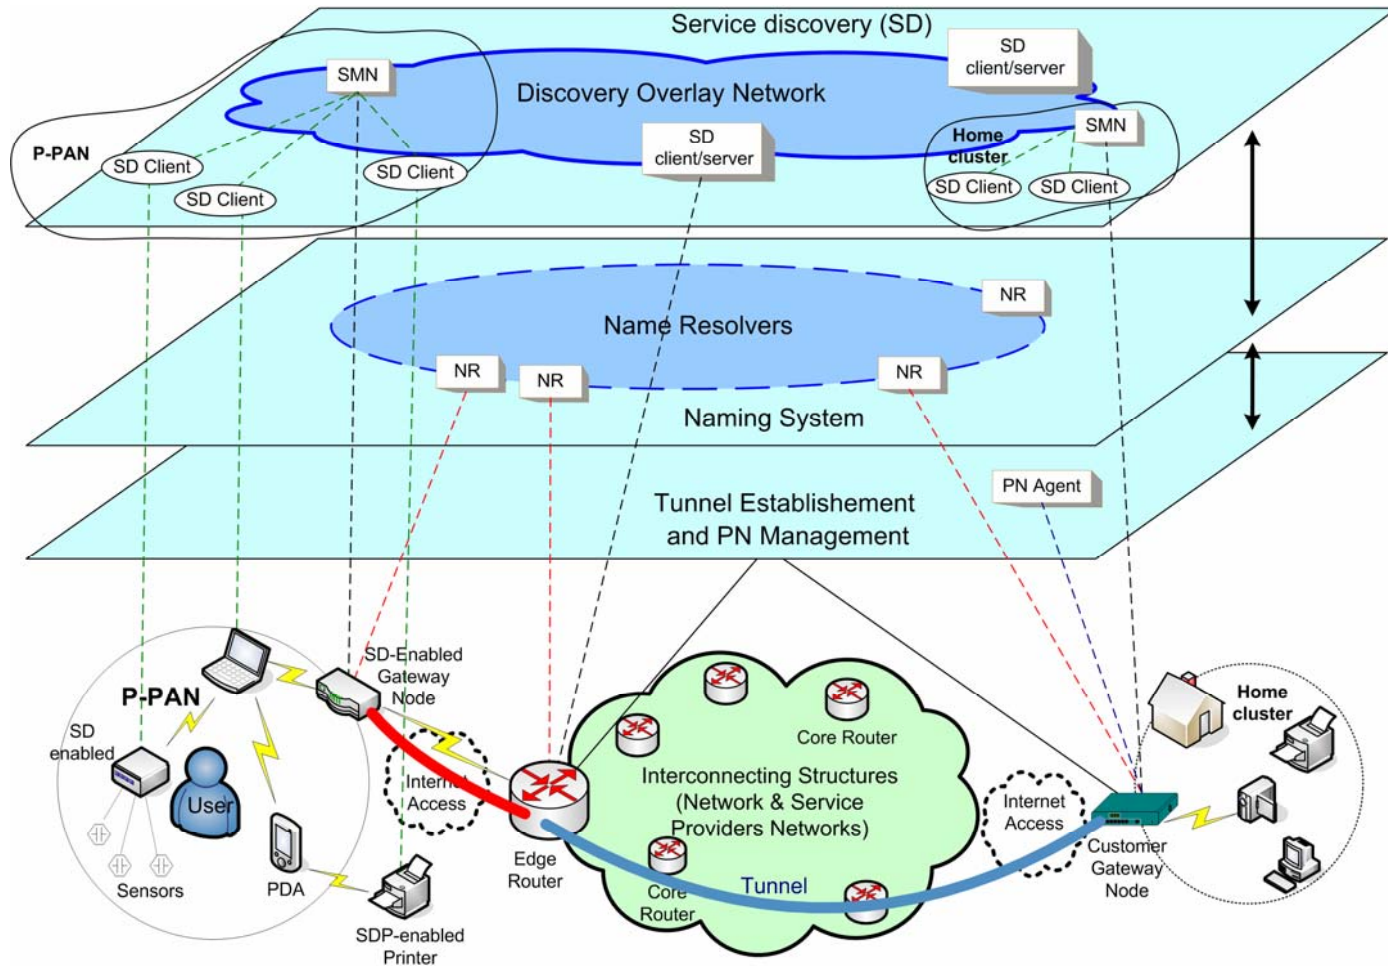 Service discovery (SD)
SD
client/server
SMN
Discovery Overlay Network
SMN
P-PAN
SD
client/server
Home
cluster
SD Client
SD Client
SD Client
SD Client
SD Client
NR
Name Resolvers
NR
NR
NR
Naming System
PN Agent
Tunnel Establishement
and PN Management
SD-Enabled
Gateway
Node
P-PAN
SD
enabled
User
Sensors
PDA
SDP-enabled
Printer
Internet
Access
Edge
Router
Core Router
Interconnecting Structures
(Network & Service
Providers Networks)
Core
Router
Tunnel
Internet
Access
Customer
Gateway
Node
Home
cluster